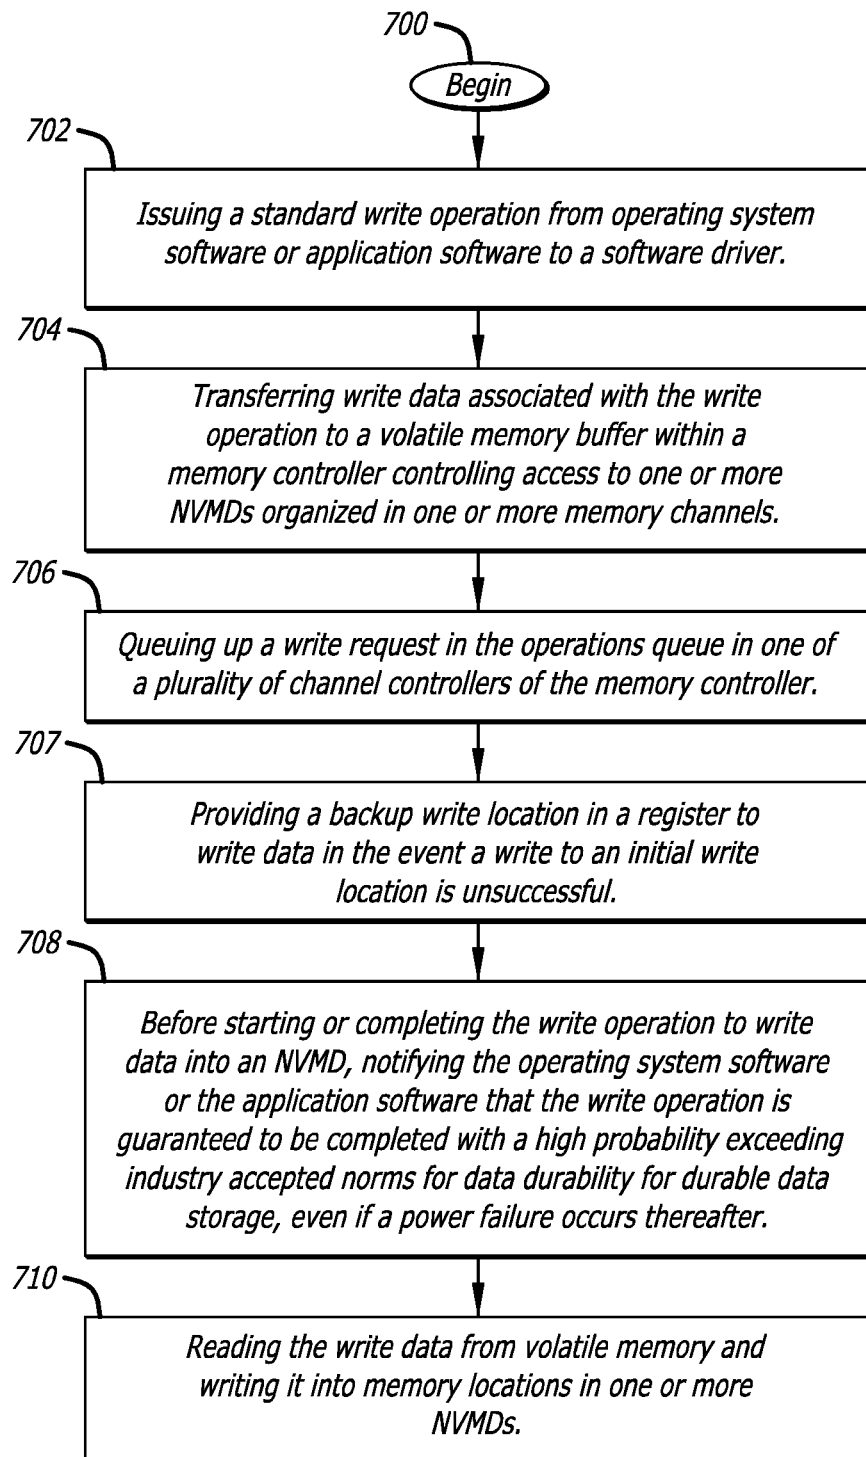 700
Begin
702
Issuing a standard write operation from operating system
software or application software to a software driver.
704
Transferring write data associated with the write
operation to a volatile memory buffer within a
memory controller controlling access to one or more
NVMDs organized in one or more memory channels.
706
Queuing up a write request in the operations queue in one of
a plurality of channel controllers of the memory controller.
707
Providing a backup write location in a register to
write data in the event a write to an initial write
location is unsuccessful.
708
Before starting or completing the write operation to write
data into an NVMD, notifying the operating system software
or the application software that the write operation is
guaranteed to be completed with a high probability exceeding
industry accepted norms for data durability for durable data
storage, even if a power failure occurs thereafter.
710
Reading the write data from volatile memory and
writing it into memory locations in one or more
NVMDs.